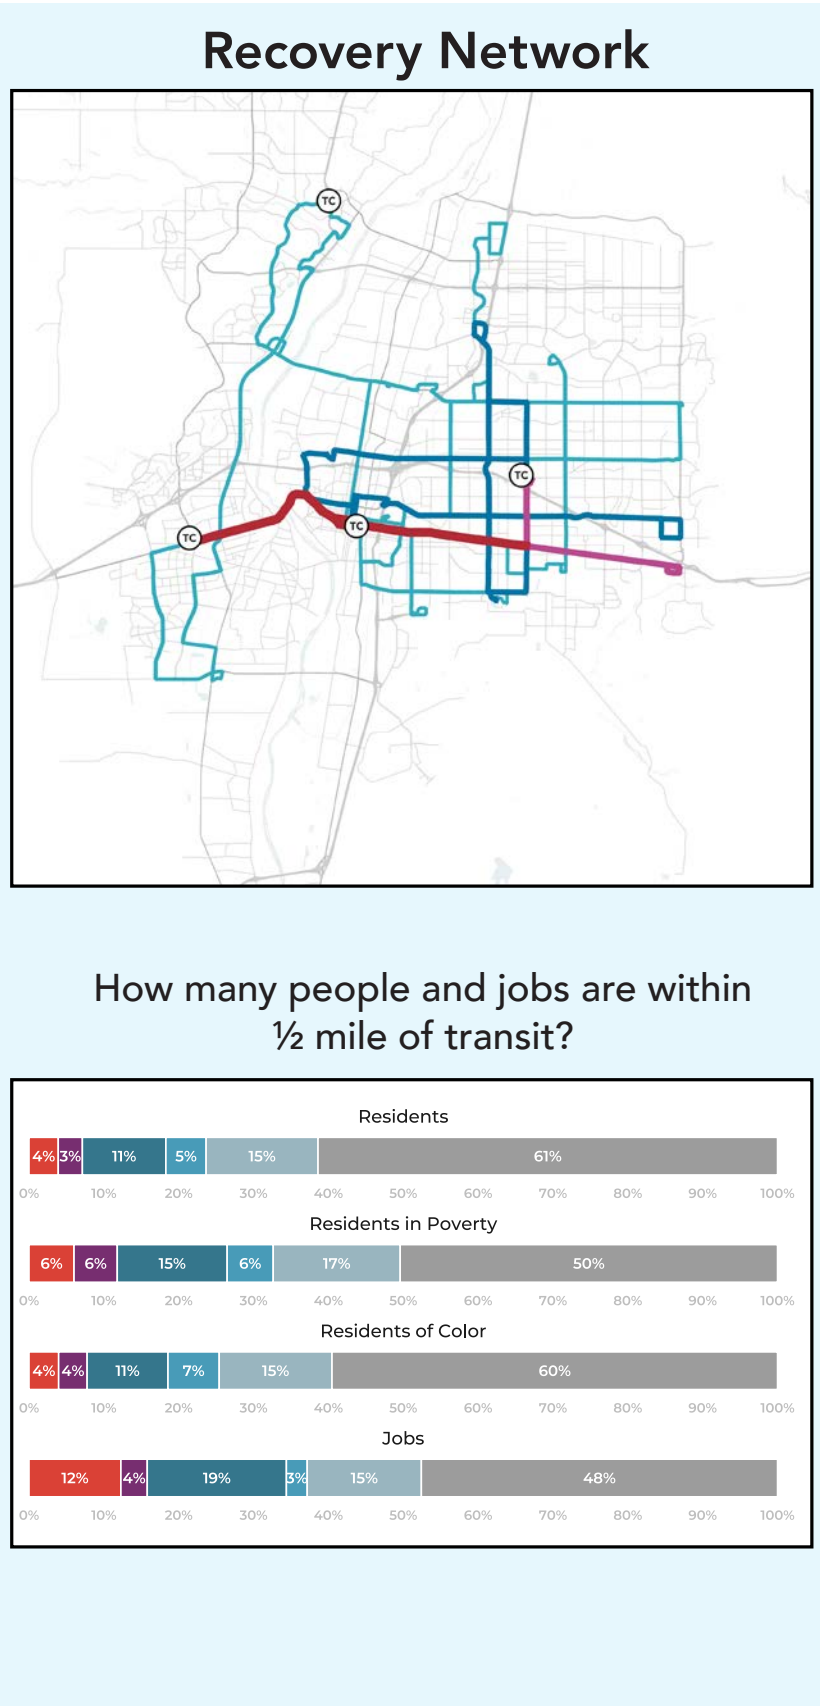 Recovery Network
TC
TC
TC
TC
How many people and jobs are within
½ mile of transit?
Residents
4% 3% 11% 5% 15% 61%
0% 10% 20% 30% 40% 50% 60% 70% 80% 90% 100%
Residents in Poverty
6% 6% 15% 6% 17% 50%
0% 10% 20% 30% 40% 50% 60% 70% 80% 90% 100%
Residents of Color
4% 4% 11% 7% 15% 60%
0% 10% 20% 30% 40% 50% 60% 70% 80% 90% 100%
Jobs
12% 4% 19% 3% 15% 48%
0% 10% 20% 30% 40% 50% 60% 70% 80% 90% 100%